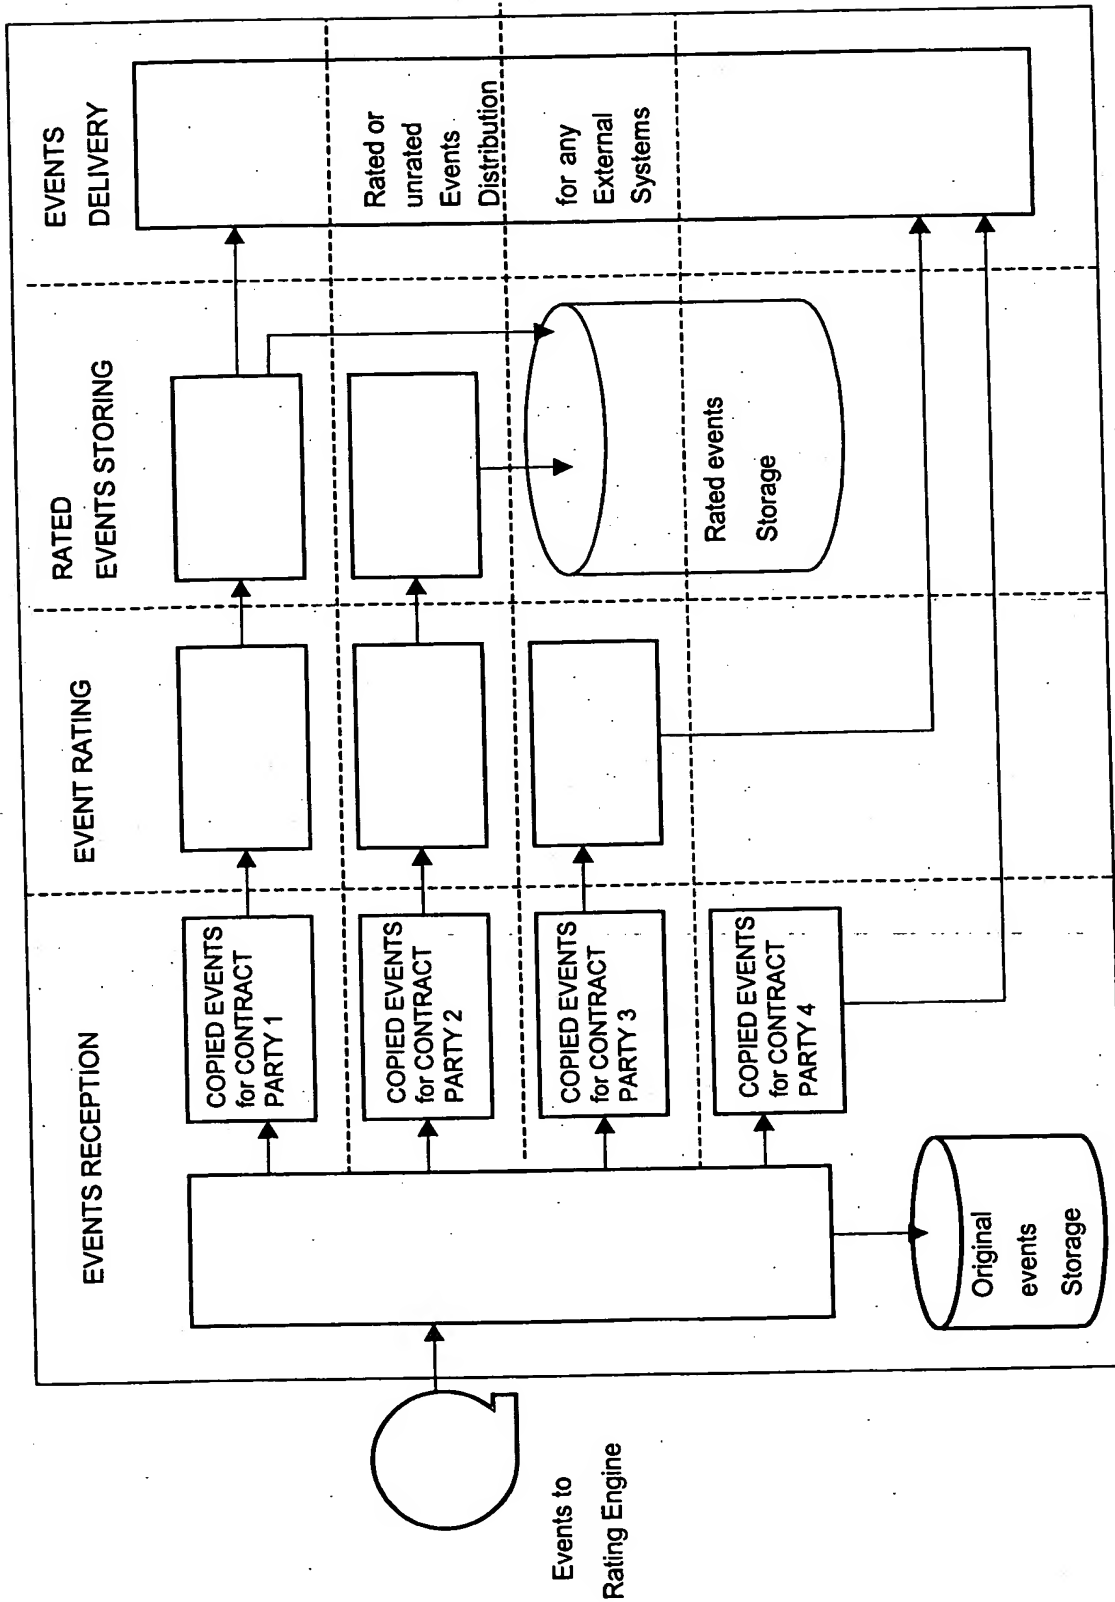 EVENTS RECEPTION
EVENT RATING
RATED
EVENTS STORING
EVENTS
DELIVERY
COPIED EVENTS
for CONTRACT
PARTY 1
COPIED EVENTS
for CONTRACT
PARTY 2
COPIED EVENTS
for CONTRACT
PARTY 3
COPIED EVENTS
for CONTRACT
PARTY 4
Rated or
unrated
Events
Distribution
for any
External
Systems
Rated events
Storage
Original
events
Storage
Events to
Rating Engine